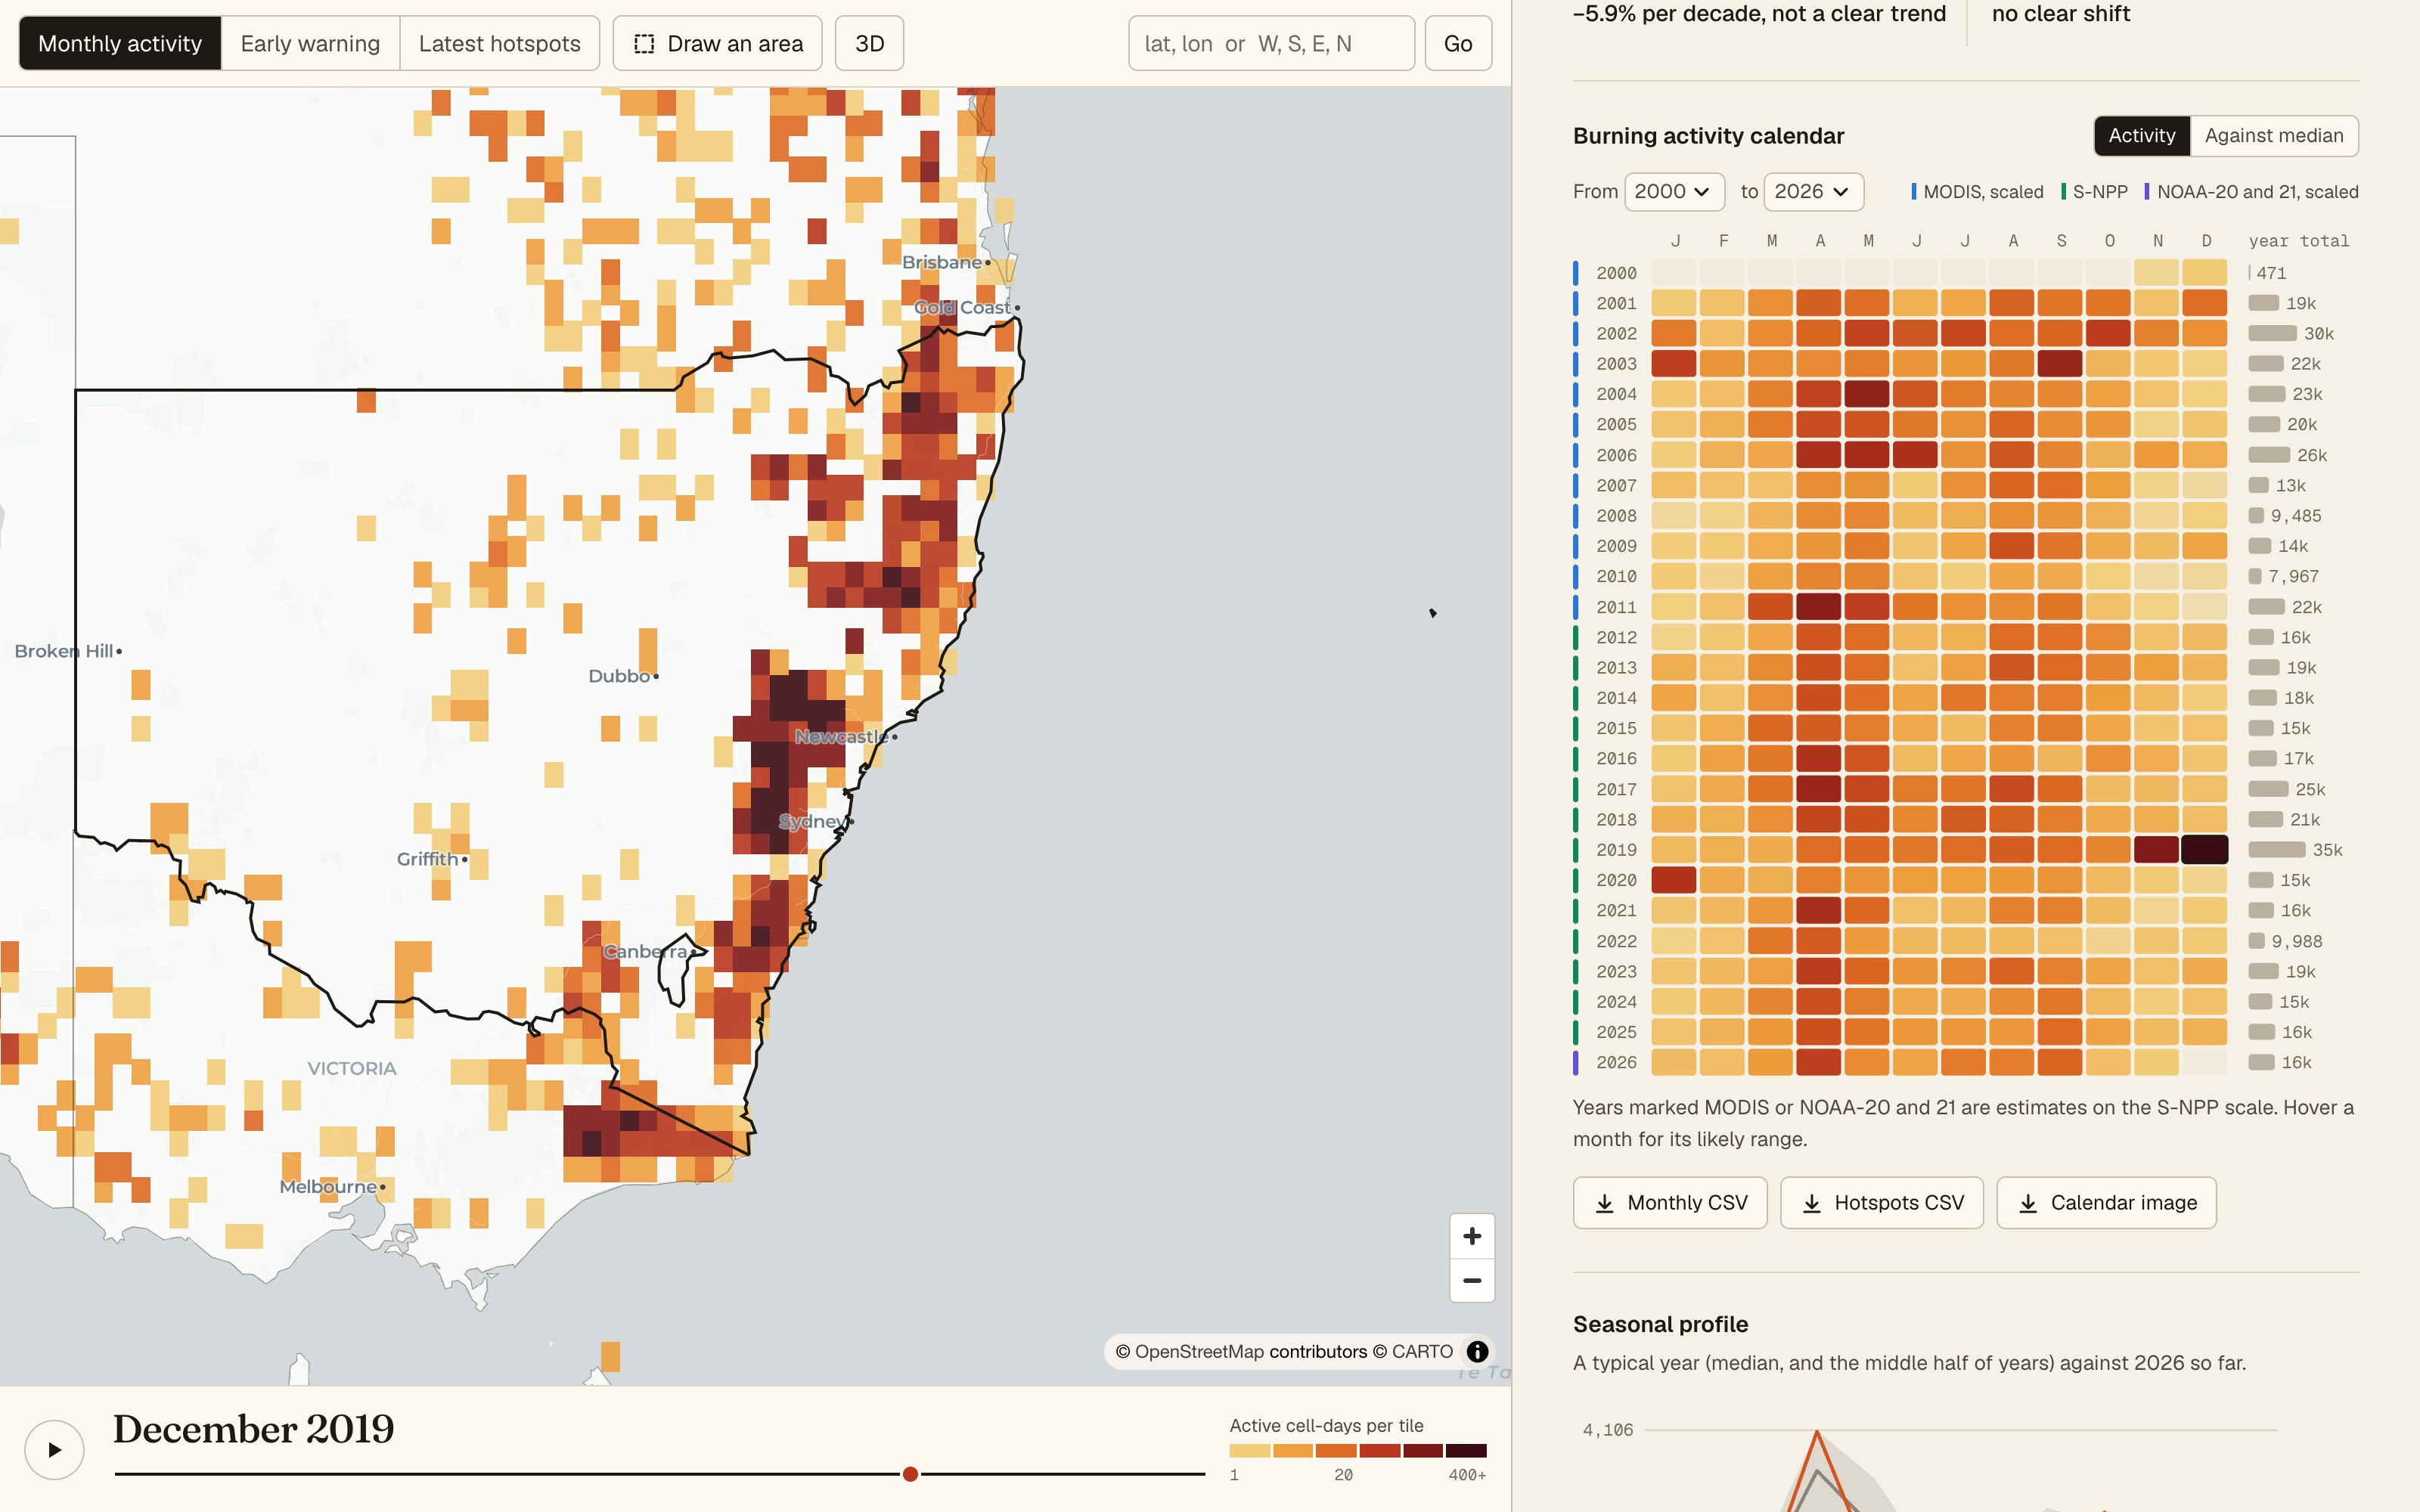 Monthly activity
Early warning
Latest hotspots
Draw an area
3D
lat, lon or W, S, E, N
Go
Brisbane
Gold Coast
Broken Hill
Dubbo
Newcastle
Sydney
Griffith
Canberra
VICTORIA
Melbourne
+
−
© OpenStreetMap contributors © CARTO
December 2019
Active cell-days per tile
1 20 400+
−5.9% per decade, not a clear trend
no clear shift
Burning activity calendar
Activity
Against median
From 2000 to 2026
MODIS, scaled
S-NPP
NOAA-20 and 21, scaled
J F M A M J J A S O N D year total
2000 471
2001 19k
2002 30k
2003 22k
2004 23k
2005 20k
2006 26k
2007 13k
2008 9,485
2009 14k
2010 7,967
2011 22k
2012 16k
2013 19k
2014 18k
2015 15k
2016 17k
2017 25k
2018 21k
2019 35k
2020 15k
2021 16k
2022 9,988
2023 19k
2024 15k
2025 16k
2026 16k
Years marked MODIS or NOAA-20 and 21 are estimates on the S-NPP scale. Hover a
month for its likely range.
Monthly CSV
Hotspots CSV
Calendar image
Seasonal profile
A typical year (median, and the middle half of years) against 2026 so far.
4,106